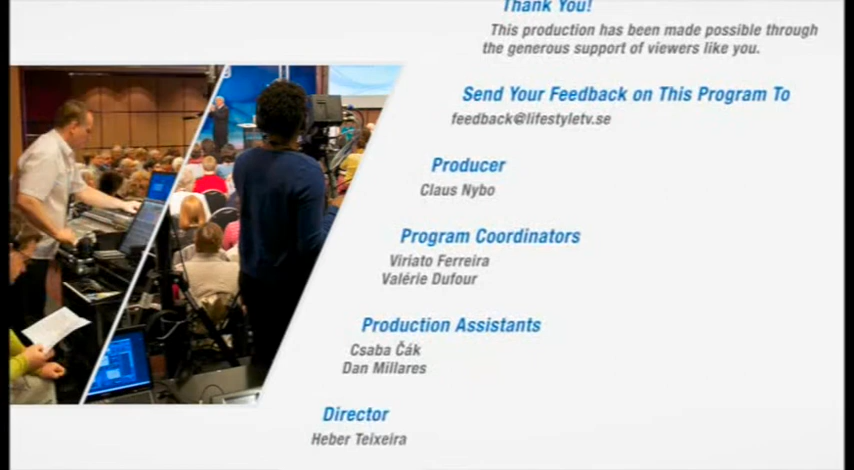 Thank You!
This production has been made possible through
the generous support of viewers like you.
Send Your Feedback on This Program To
feedback@lifestyletv.se
Producer
Claus Nybo
Program Coordinators
Viriato Ferreira
Valérie Dufour
Production Assistants
Csaba Čák
Dan Millares
Director
Heber Teixeira